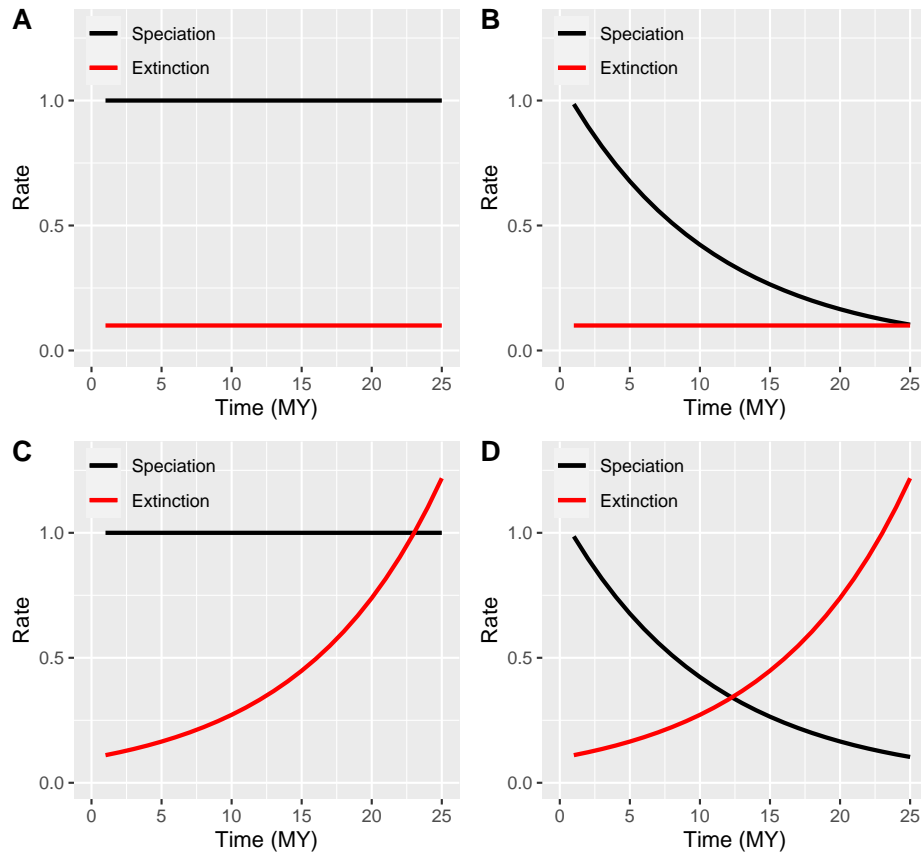 A
Speciation
Extinction
1.0
0.5
0.0
Rate
0 5 10 15 20 25
Time (MY)
B
Speciation
Extinction
1.0
0.5
0.0
Rate
0 5 10 15 20 25
Time (MY)
C
Speciation
Extinction
1.0
0.5
0.0
Rate
0 5 10 15 20 25
Time (MY)
D
Speciation
Extinction
1.0
0.5
0.0
Rate
0 5 10 15 20 25
Time (MY)